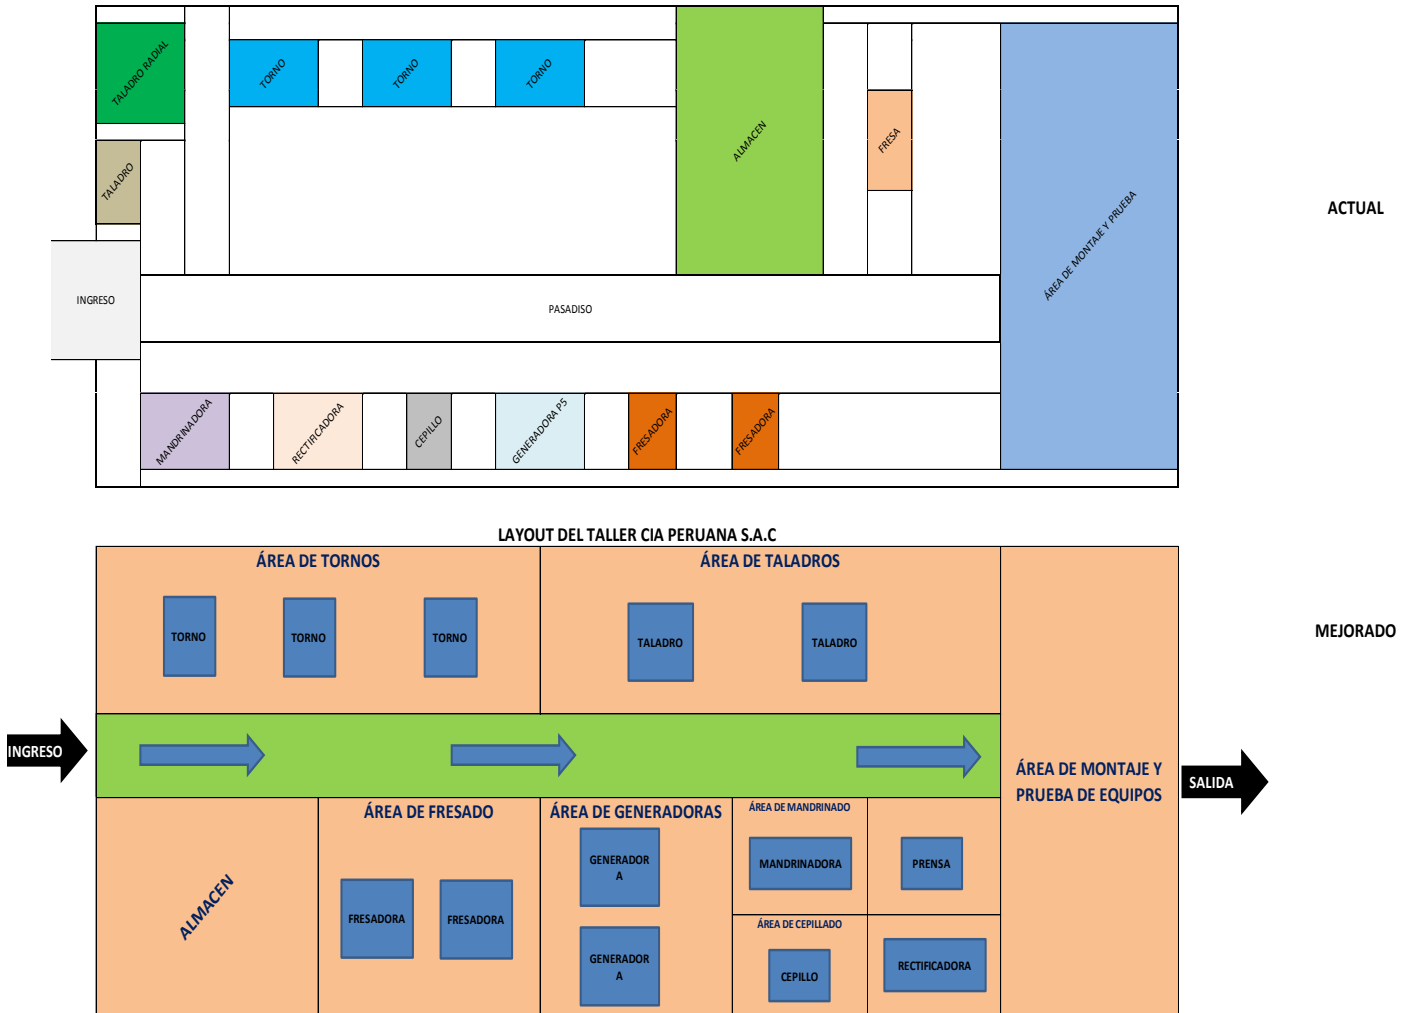 TALADRO RADIAL
TORNO
TORNO
TORNO
ALMACEN
FRESA
TALADRO
ÁREA DE MONTAJE Y PRUEBA
ACTUAL
INGRESO
PASADISO
MANDRINADORA
RECTIFICADORA
CEPILLO
GENERADORA P5
FRESADORA
FRESADORA
LAYOUT DEL TALLER CIA PERUANA S.A.C
ÁREA DE TORNOS
ÁREA DE TALADROS
TORNO
TORNO
TORNO
TALADRO
TALADRO
MEJORADO
INGRESO
ÁREA DE MONTAJE Y
PRUEBA DE EQUIPOS
SALIDA
ALMACEN
ÁREA DE FRESADO
FRESADORA
FRESADORA
ÁREA DE GENERADORAS
GENERADOR
A
GENERADOR
A
ÁREA DE MANDRINADO
MANDRINADORA
PRENSA
ÁREA DE CEPILLADO
CEPILLO
RECTIFICADORA